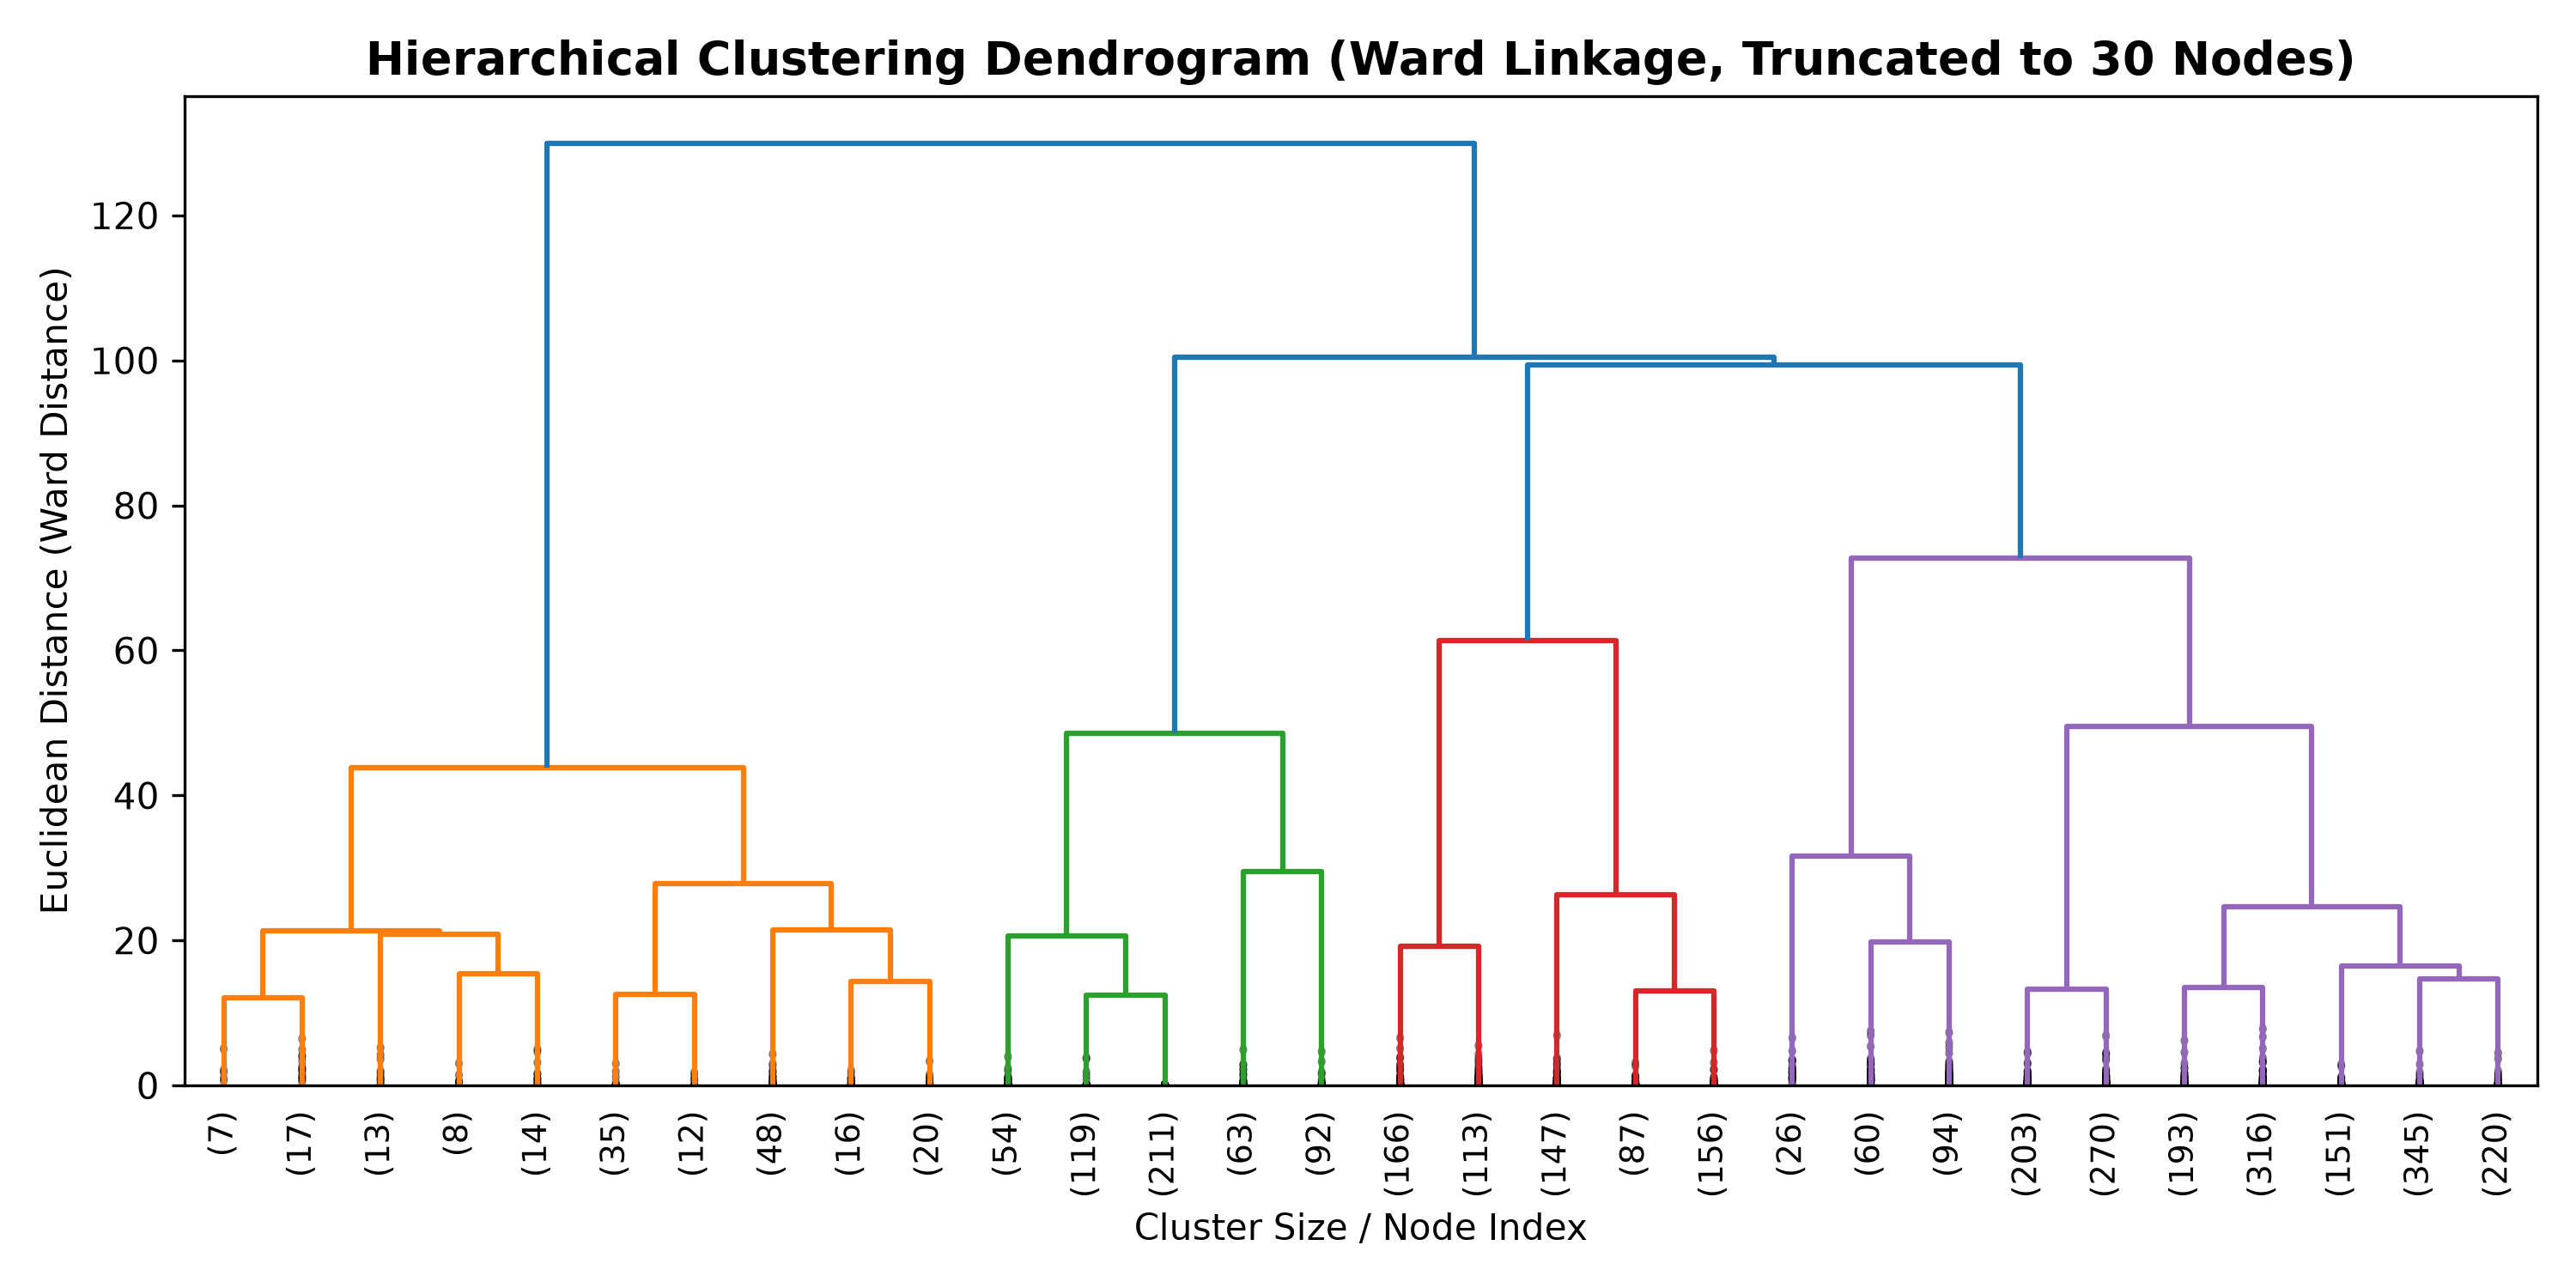 Hierarchical Clustering Dendrogram (Ward Linkage, Truncated to 30 Nodes)
Euclidean Distance (Ward Distance)
120
100
80
60
40
20
0
(7) (17) (13) (8) (14) (35) (12) (48) (16) (20) (54) (119) (211) (63) (92) (166) (113) (147) (87) (156) (26) (60) (94) (203) (270) (193) (316) (151) (345) (220)
Cluster Size / Node Index